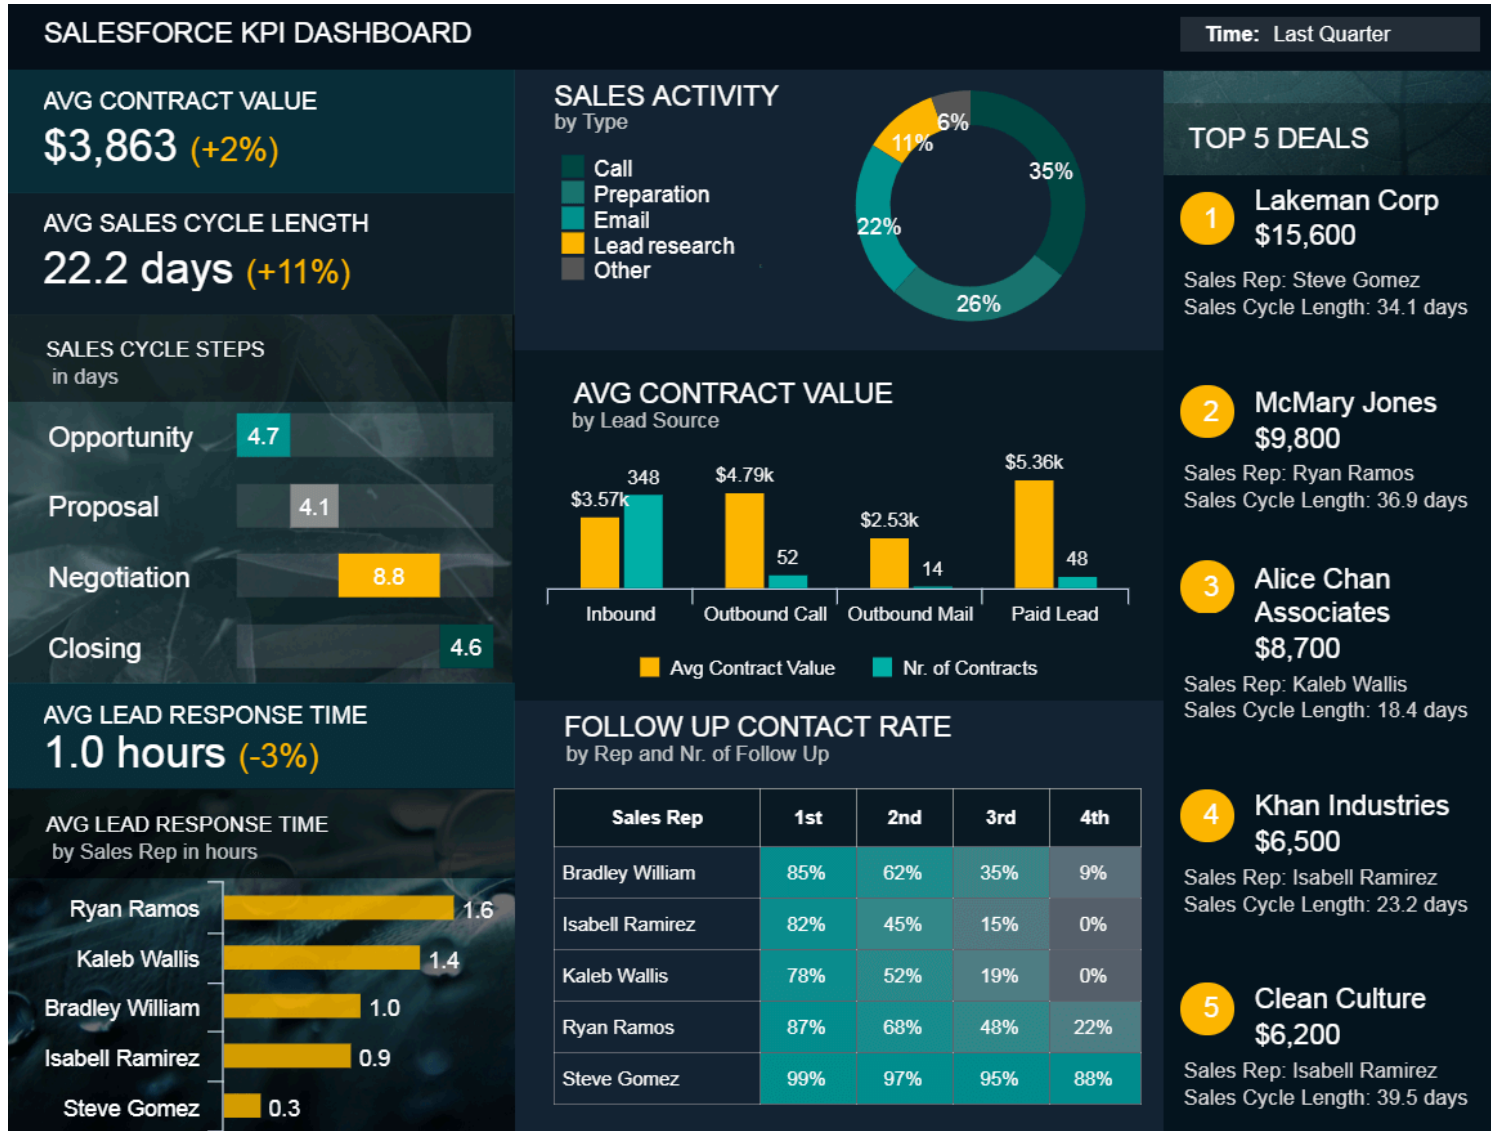 SALESFORCE KPI DASHBOARD
Time: Last Quarter
AVG CONTRACT VALUE
$3,863 (+2%)
AVG SALES CYCLE LENGTH
22.2 days (+11%)
SALES CYCLE STEPS
in days
Opportunity 4.7
Proposal 4.1
Negotiation 8.8
Closing 4.6
AVG LEAD RESPONSE TIME
1.0 hours (-3%)
AVG LEAD RESPONSE TIME
by Sales Rep in hours
Ryan Ramos 1.6
Kaleb Wallis 1.4
Bradley William 1.0
Isabell Ramirez 0.9
Steve Gomez 0.3
SALES ACTIVITY
by Type
Call
Preparation
Email
Lead research
Other
6%
11%
35%
22%
26%
AVG CONTRACT VALUE
by Lead Source
$5.36k
348 $4.79k
$3.57k
$2.53k
52 14 48
Inbound Outbound Call Outbound Mail Paid Lead
Avg Contract Value Nr. of Contracts
FOLLOW UP CONTACT RATE
by Rep and Nr. of Follow Up
Sales Rep 1st 2nd 3rd 4th
Bradley William 85% 62% 35% 9%
Isabell Ramirez 82% 45% 15% 0%
Kaleb Wallis 78% 52% 19% 0%
Ryan Ramos 87% 68% 48% 22%
Steve Gomez 99% 97% 95% 88%
TOP 5 DEALS
1 Lakeman Corp
$15,600
Sales Rep: Steve Gomez
Sales Cycle Length: 34.1 days
2 McMary Jones
$9,800
Sales Rep: Ryan Ramos
Sales Cycle Length: 36.9 days
3 Alice Chan
Associates
$8,700
Sales Rep: Kaleb Wallis
Sales Cycle Length: 18.4 days
4 Khan Industries
$6,500
Sales Rep: Isabell Ramirez
Sales Cycle Length: 23.2 days
5 Clean Culture
$6,200
Sales Rep: Isabell Ramirez
Sales Cycle Length: 39.5 days